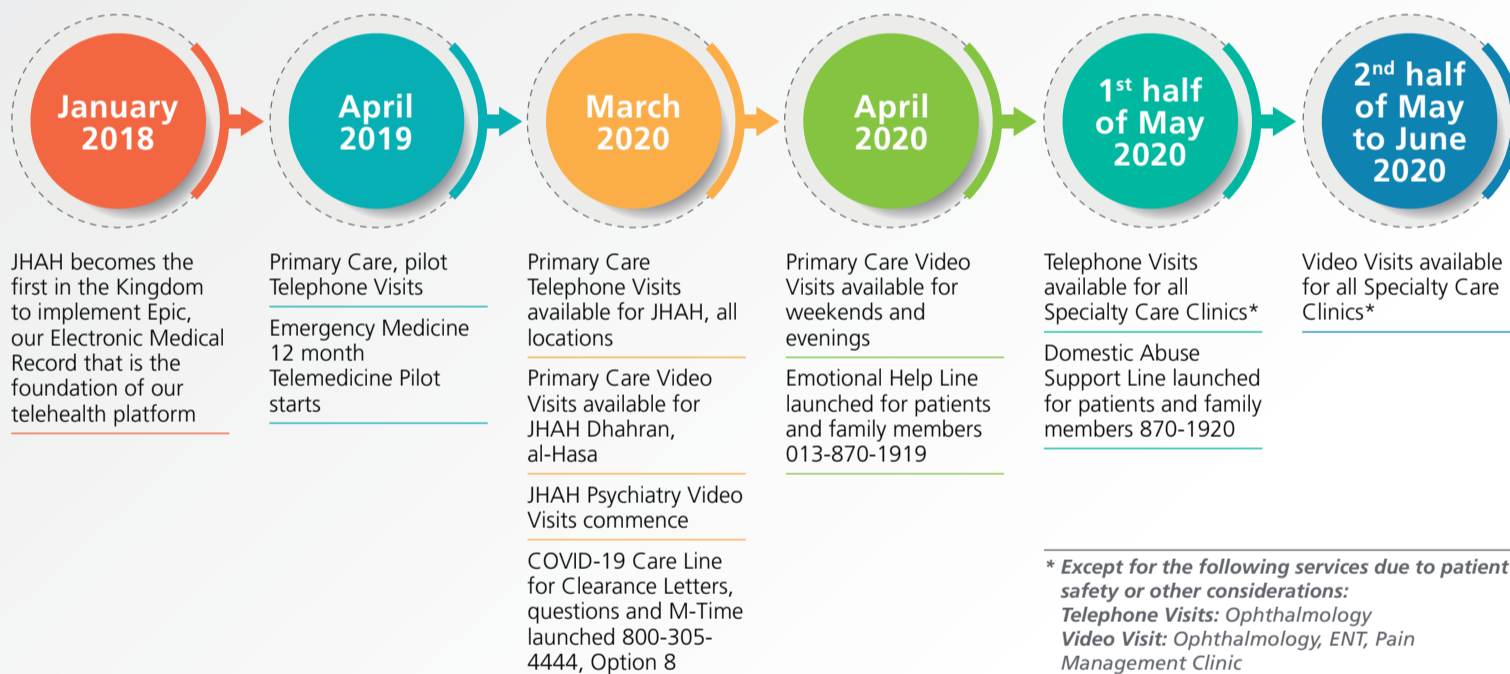 January
2018
JHAH becomes the
first in the Kingdom
to implement Epic,
our Electronic Medical
Record that is the
foundation of our
telehealth platform
April
2019
Primary Care, pilot
Telephone Visits
Emergency Medicine
12 month
Telemedicine Pilot
starts
March
2020
Primary Care
Telephone Visits
available for JHAH, all
locations
Primary Care Video
Visits available for
JHAH Dhahran,
al-Hasa
JHAH Psychiatry Video
Visits commence
COVID-19 Care Line
for Clearance Letters,
questions and M-Time
launched 800-305-
4444, Option 8
April
2020
Primary Care Video
Visits available for
weekends and
evenings
Emotional Help Line
launched for patients
and family members
013-870-1919
1st half
of May
2020
Telephone Visits
available for all
Specialty Care Clinics*
Domestic Abuse
Support Line launched
for patients and family
members 870-1920
2nd half
of May
to June
2020
Video Visits available
for all Specialty Care
Clinics*
* Except for the following services due to patient
safety or other considerations:
Telephone Visits: Ophthalmology
Video Visit: Ophthalmology, ENT, Pain
Management Clinic